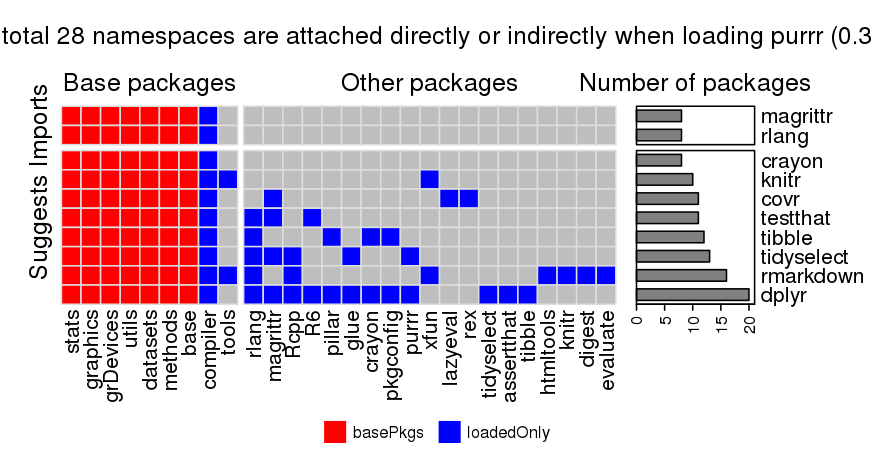 total 28 namespaces are attached directly or indirectly when loading purrr (0.3
Base packages
Other packages
Number of packages
Imports
Suggests
magrittr
rlang
crayon
knitr
covr
testthat
tibble
tidyselect
rmarkdown
dplyr
0
5
10
15
20
stats
graphics
grDevices
utils
datasets
methods
base
compiler
tools
rlang
magrittr
Rcpp
R6
pillar
glue
crayon
pkgconfig
purrr
xfun
lazyeval
rex
tidyselect
assertthat
tibble
htmltools
knitr
digest
evaluate
basePkgs
loadedOnly